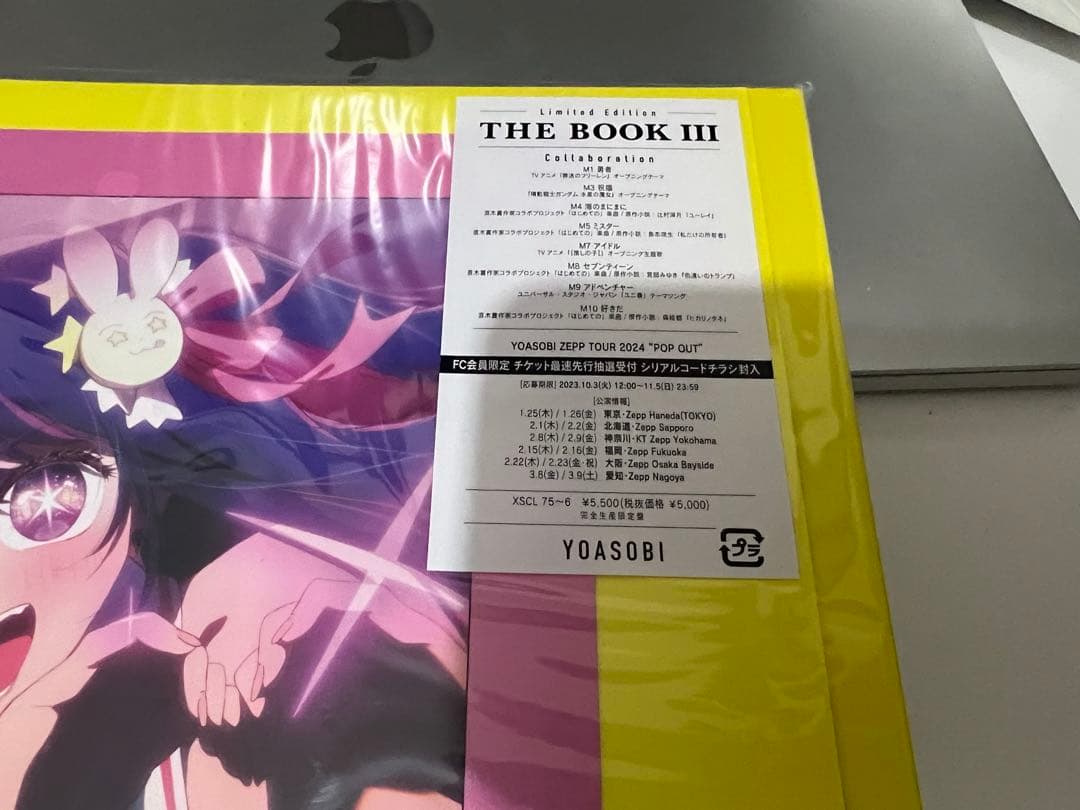 Limited Edition
THE BOOK III
Collaboration
M1 勇者
TVアニメ「葬送のフリーレン」オープニングテーマ
M3 祝福
「機動戦士ガンダム 水星の魔女」オープニングテーマ
M4 海のまにまに
直木賞作家コラボプロジェクト「はじめての」楽曲 / 原作小説：辻村深月「ユーレイ」
M5 ミスター
直木賞作家コラボプロジェクト「はじめての」楽曲 / 原作小説：島本理生「私だけの所有者」
M7 アイドル
TVアニメ「【推しの子】」オープニング主題歌
M8 セブンティーン
直木賞作家コラボプロジェクト「はじめての」楽曲 / 原作小説：宮部みゆき「色違いのトランプ」
M9 アドベンチャー
ユニバーサル・スタジオ・ジャパン「ユニ春」テーマソング
M10 好きだ
直木賞作家コラボプロジェクト「はじめての」楽曲 / 原作小説：森絵都「ヒカリノタネ」
YOASOBI ZEPP TOUR 2024 "POP OUT"
FC会員限定 チケット最速先行抽選受付 シリアルコードチラシ封入
[応募期限] 2023.10.3(火) 12:00～11.5(日) 23:59
[公演情報]
1.25(木) / 1.26(金) 東京・Zepp Haneda(TOKYO)
2.1(木) / 2.2(金) 北海道・Zepp Sapporo
2.8(木) / 2.9(金) 神奈川・KT Zepp Yokohama
2.15(木) / 2.16(金) 福岡・Zepp Fukuoka
2.22(木) / 2.23(金・祝) 大阪・Zepp Osaka Bayside
3.8(金) / 3.9(土) 愛知・Zepp Nagoya
XSCL 75～6 ¥5,500(税抜価格 ¥5,000)
完全生産限定盤
YOASOBI
プラ